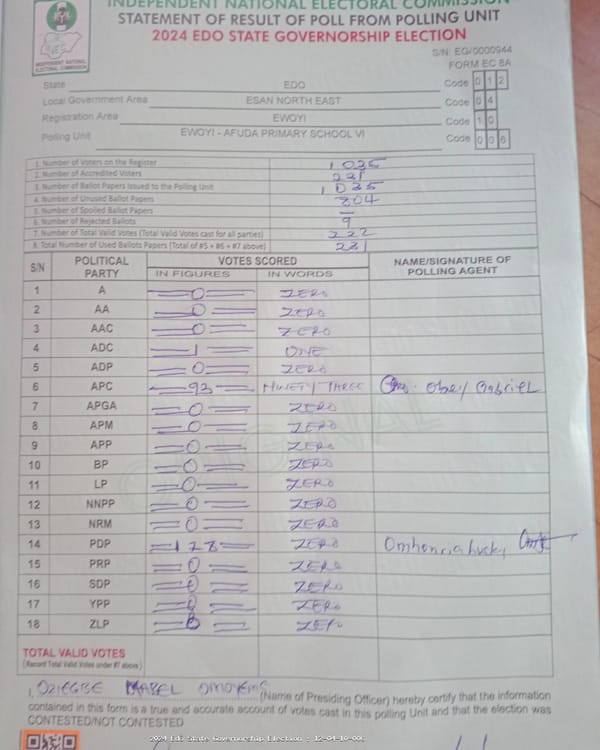 INDEPENDENT NATIONAL ELECTORAL COMMISSION
STATEMENT OF RESULT OF POLL FROM POLLING UNIT
2024 EDO STATE GOVERNORSHIP ELECTION
INEC
INDEPENDENT NATIONAL ELECTORAL COMMISSION
S/N EG/0000944
FORM EC 8A
State EDO Code 0 1 2
Local Government Area ESAN NORTH EAST Code 0 4
Registration Area EWOYI Code 1 0
Polling Unit EWOYI - AFUDA PRIMARY SCHOOL VI Code 0 0 6
1. Number of Voters on the Register 1,035
2. Number of Accredited Voters 231
3. Number of Ballot Papers Issued to the Polling Unit 1,035
4. Number of Unused Ballot Papers 804
5. Number of Spoiled Ballot Papers —
6. Number of Rejected Ballots 9
7. Number of Total Valid Votes (Total Valid Votes cast for all parties) 222
8. Total Number of Used Ballots Papers (Total of #5 + #6 + #7 above) 231
S/N POLITICAL PARTY VOTES SCORED NAME/SIGNATURE OF POLLING AGENT
IN FIGURES IN WORDS
1 A 0 ZERO
2 AA 0 ZERO
3 AAC 0 ZERO
4 ADC 1 ONE
5 ADP 0 ZERO
6 APC 93 NINETY THREE Obey Gabriel
7 APGA 0 ZERO
8 APM 0 ZERO
9 APP 0 ZERO
10 BP 0 ZERO
11 LP 0 ZERO
12 NNPP 0 ZERO
13 NRM 0 ZERO
14 PDP 128 ZERO
15 PRP 0 ZERO
16 SDP 0 ZERO
17 YPP 0 ZERO
18 ZLP 0 ZERO
TOTAL VALID VOTES
(Record Total Valid Votes under #7 above)
I, OZIEGBE MABEL (Name of Presiding Officer) hereby certify that the information
contained in this form is a true and accurate account of votes cast in this polling Unit and that the election was
CONTESTED/NOT CONTESTED
2024 Edo State Governorship Election - 12-04-10-006